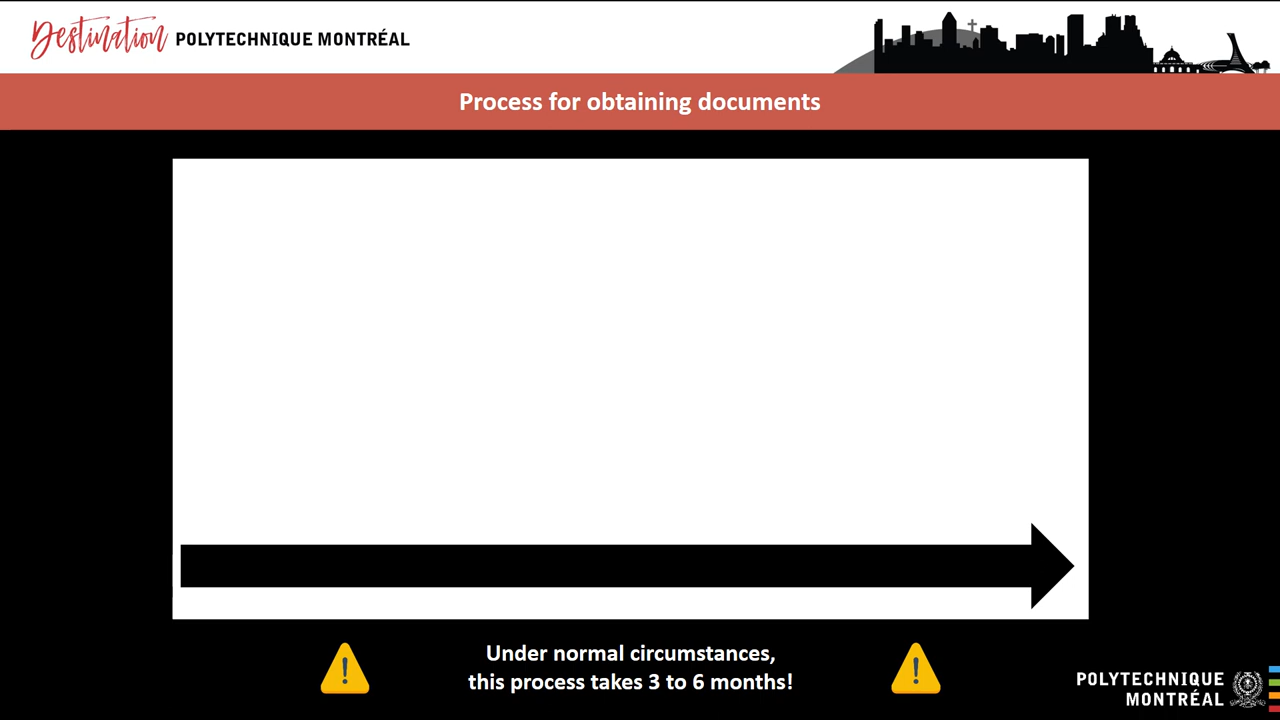 Destination POLYTECHNIQUE MONTRÉAL
Process for obtaining documents
Under normal circumstances,
this process takes 3 to 6 months!
POLYTECHNIQUE
MONTRÉAL